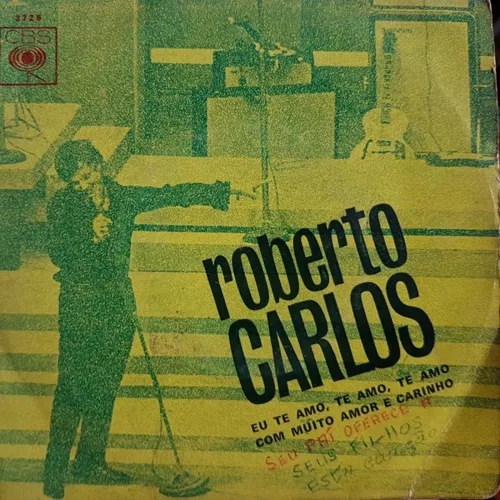 3726
CBS
roberto
CARLOS
EU TE AMO, TE AMO, TE AMO
COM MUITO AMOR E CARINHO
SEU PAI OFERECE A
SEUS FILHOS
ESTA